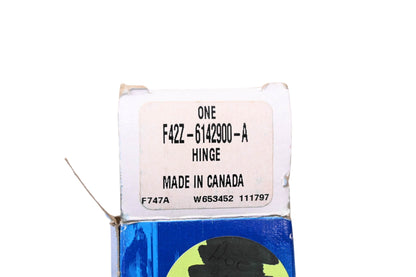 ONE
F42Z-6142900-A
HINGE
MADE IN CANADA
F747A W653452 111797